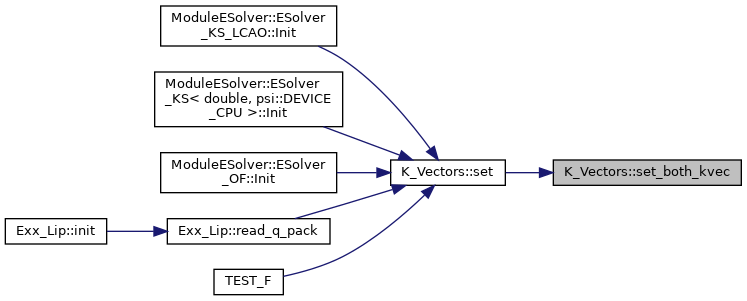 ModuleESolver::ESolver
_KS_LCAO::Init
ModuleESolver::ESolver
_KS< double, psi::DEVICE
_CPU >::Init
ModuleESolver::ESolver
_OF::Init
K_Vectors::set
K_Vectors::set_both_kvec
Exx_Lip::init
Exx_Lip::read_q_pack
TEST_F